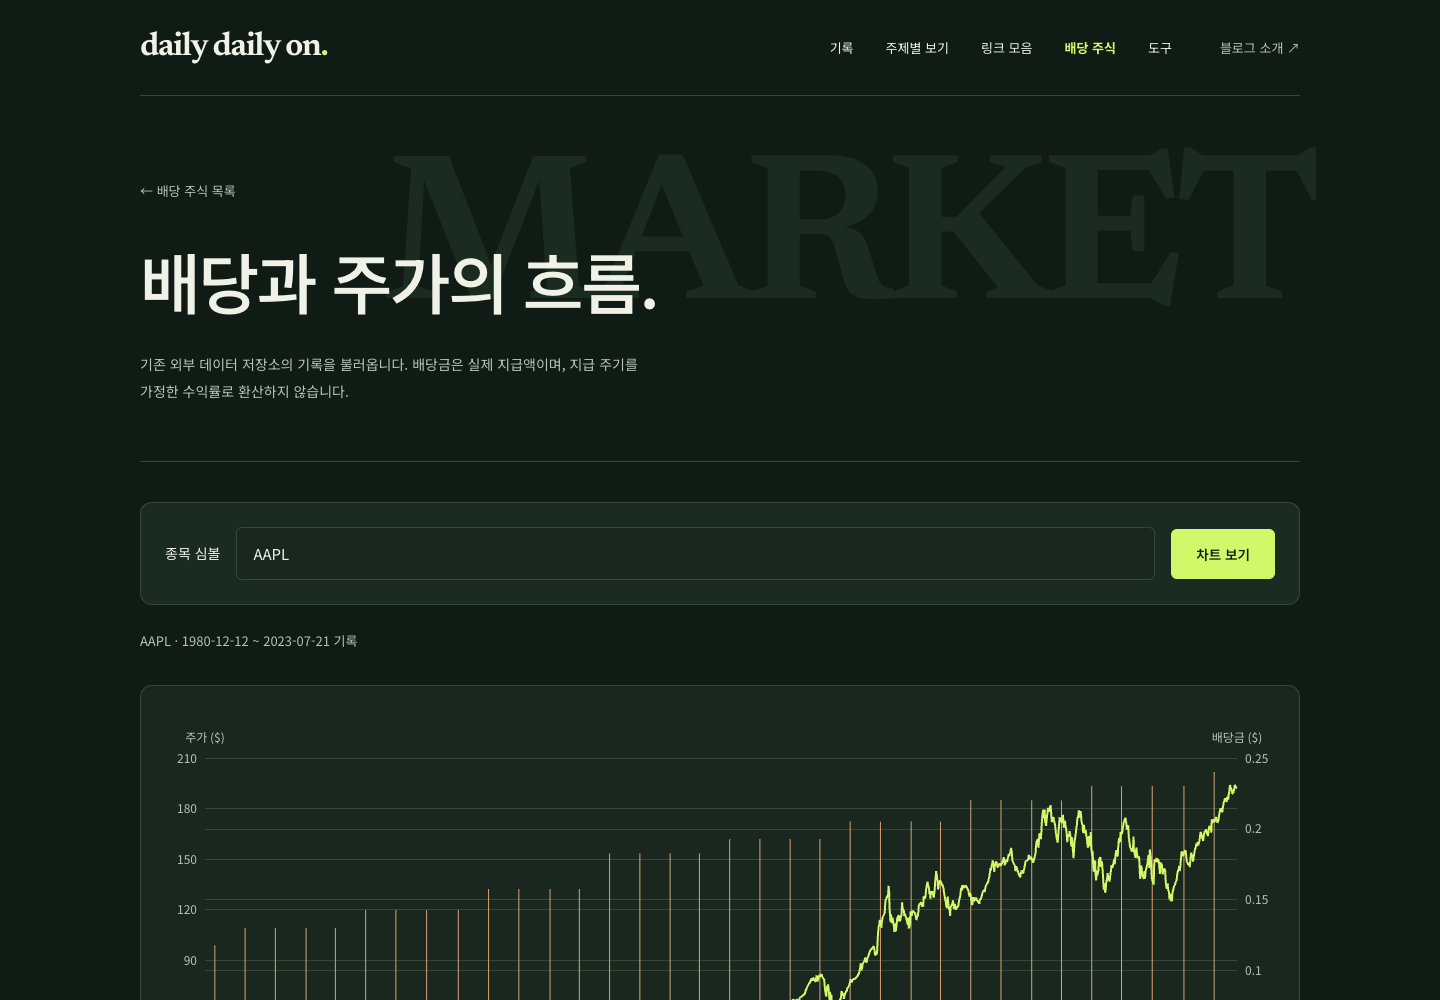 daily daily on.
기록 주제별 보기 링크 모음 배당 주식 도구 블로그 소개 ↗
MARKET
← 배당 주식 목록
배당과 주가의 흐름.
기존 외부 데이터 저장소의 기록을 불러옵니다. 배당금은 실제 지급액이며, 지급 주기를
가정한 수익률로 환산하지 않습니다.
종목 심볼 AAPL 차트 보기
AAPL · 1980-12-12 ~ 2023-07-21 기록
주가 ($) 배당금 ($)
210 0.25
180
0.2
150
0.15
120
90
0.1